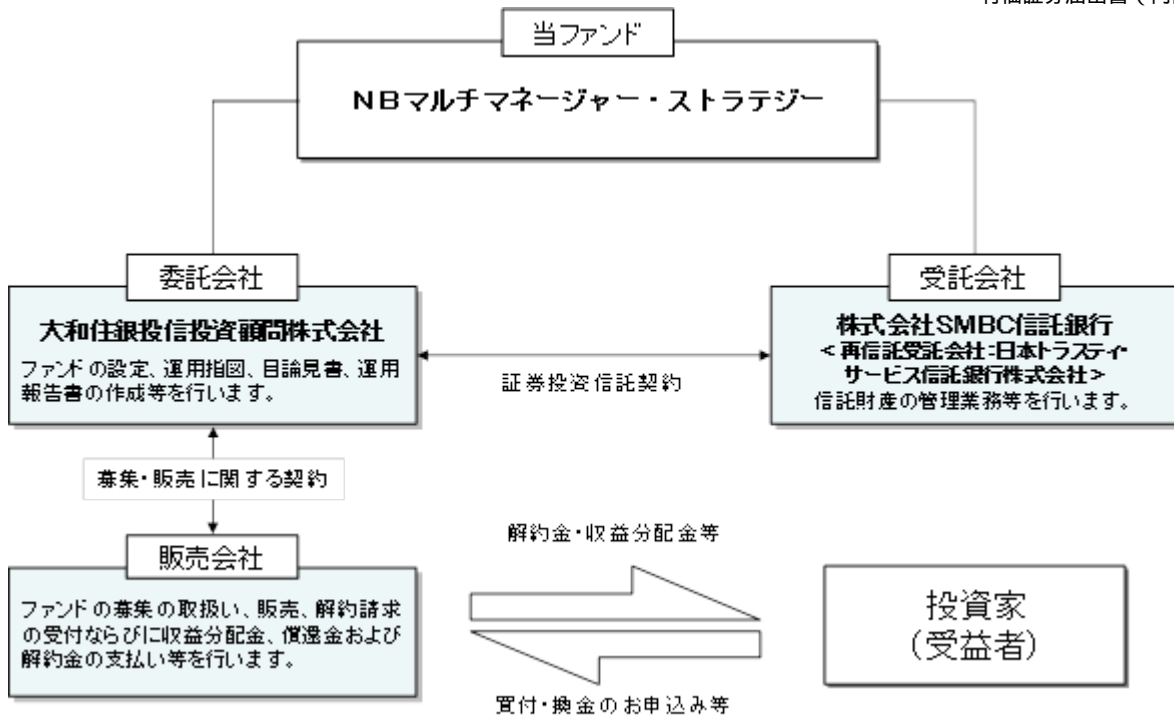 当ファンド
NBマルチマネージャー・ストラテジー
委託会社
大和住銀投信投資顧問株式会社
ファンドの設定、運用指図、目論見書、運用
報告書の作成等を行います。
証券投資信託契約
受託会社
株式会社SMBC信託銀行
<再信託受託会社:日本トラスティ・
サービス信託銀行株式会社>
信託財産の管理業務等を行います。
募集・販売に関する契約
販売会社
ファンドの募集の取扱い、販売、解約請求
の受付ならびに収益分配金、償還金および
解約金の支払い等を行います。
解約金・収益分配金等
買付・換金のお申込み等
投資家
(受益者)